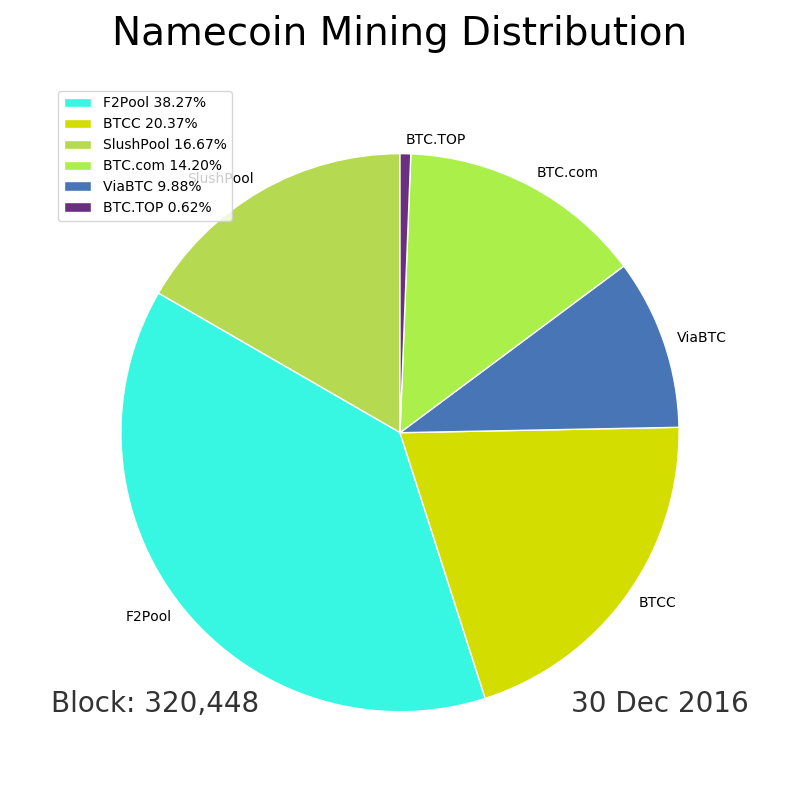 Namecoin Mining Distribution
F2Pool 38.27%
BTCC 20.37%
SlushPool 16.67%
BTC.com 14.20%
ViaBTC 9.88%
BTC.TOP 0.62%
BTC.TOP
BTC.com
SlushPool
ViaBTC
BTCC
F2Pool
Block: 320,448
30 Dec 2016